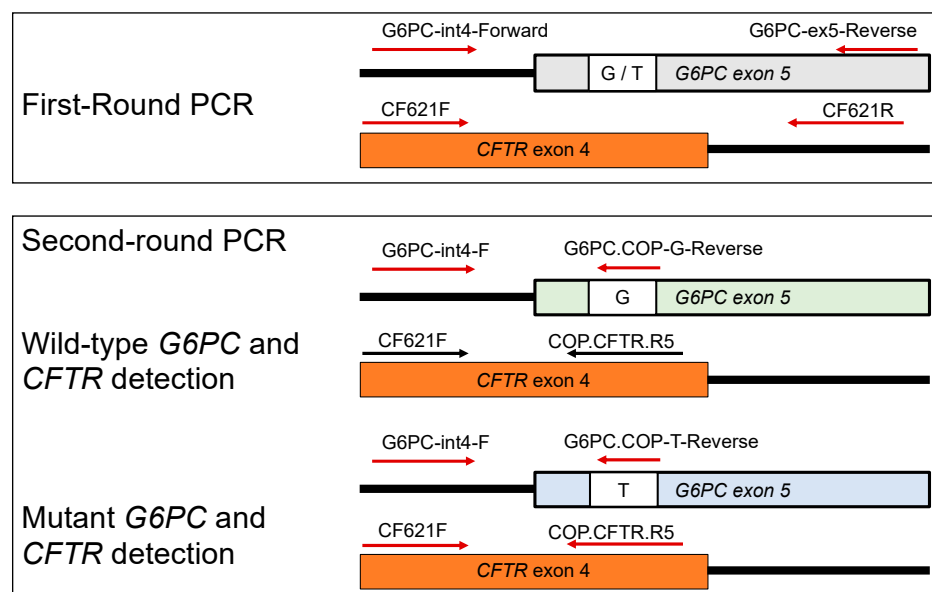 First-Round PCR
G6PC-int4-Forward
G6PC-ex5-Reverse
G / T
G6PC exon 5
CF621F
CF621R
CFTR exon 4
Second-round PCR
Wild-type G6PC and
CFTR detection
G6PC-int4-F
G6PC.COP-G-Reverse
G
G6PC exon 5
CF621F
COP.CFTR.R5
CFTR exon 4
Mutant G6PC and
CFTR detection
G6PC-int4-F
G6PC.COP-T-Reverse
T
G6PC exon 5
CF621F
COP.CFTR.R5
CFTR exon 4